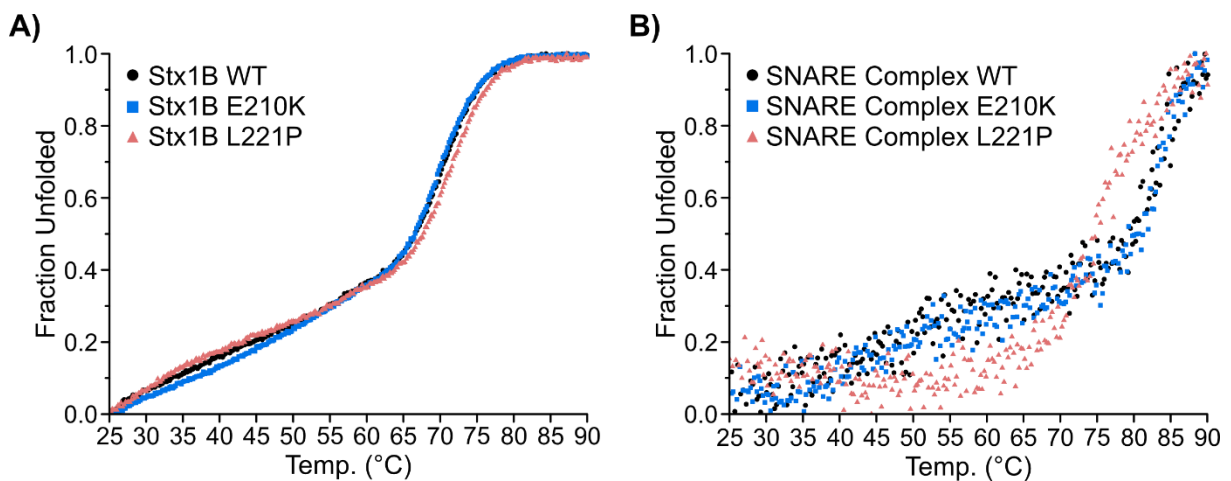 A)
Fraction Unfolded
1.0
0.8
0.6
0.4
0.2
0.0
Stx1B WT
Stx1B E210K
Stx1B L221P
25 30 35 40 45 50 55 60 65 70 75 80 85 90
Temp. (°C)
B)
Fraction Unfolded
1.0
0.8
0.6
0.4
0.2
0.0
SNARE Complex WT
SNARE Complex E210K
SNARE Complex L221P
25 30 35 40 45 50 55 60 65 70 75 80 85 90
Temp. (°C)